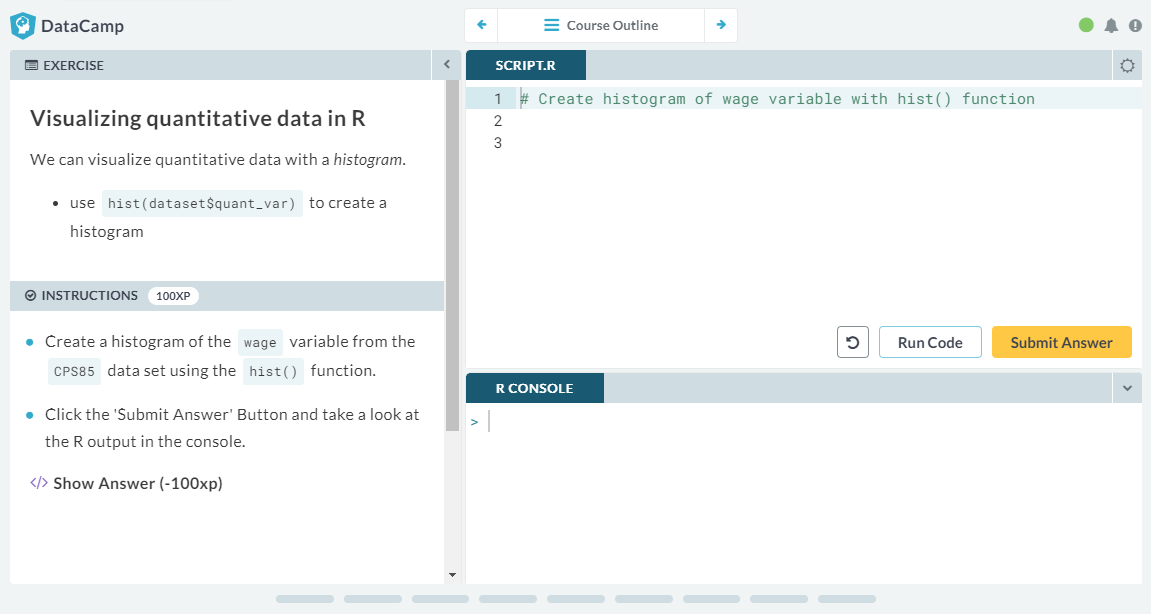 DataCamp
Course Outline
EXERCISE
Visualizing quantitative data in R
We can visualize quantitative data with a histogram.
use hist(dataset$quant_var) to create a
histogram
INSTRUCTIONS 100XP
Create a histogram of the wage variable from the
CPS85 data set using the hist() function.
Click the 'Submit Answer' Button and take a look at
the R output in the console.
</> Show Answer (-100xp)
SCRIPT.R
1 # Create histogram of wage variable with hist() function
2
3
Run Code
Submit Answer
R CONSOLE
>